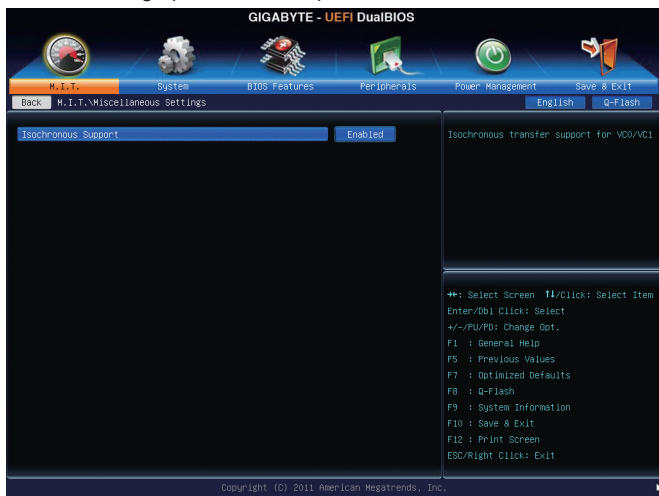 GIGABYTE - UEFI DualBIOS
M.I.T.
System
BIOS Features
Peripherals
Power Management
Save & Exit
Back M.I.T.\Miscellaneous Settings
English
Q-Flash
Isochronous Support
Enabled
Isochronous transfer support for VC0/VC1
→←: Select Screen ↑↓/Click: Select Item
Enter/Dbl Click: Select
+/-/PU/PD: Change Opt.
F1 : General Help
F5 : Previous Values
F7 : Optimized Defaults
F8 : Q-Flash
F9 : System Information
F10 : Save & Exit
F12 : Print Screen
ESC/Right Click: Exit
Copyright (C) 2011 American Megatrends, Inc.